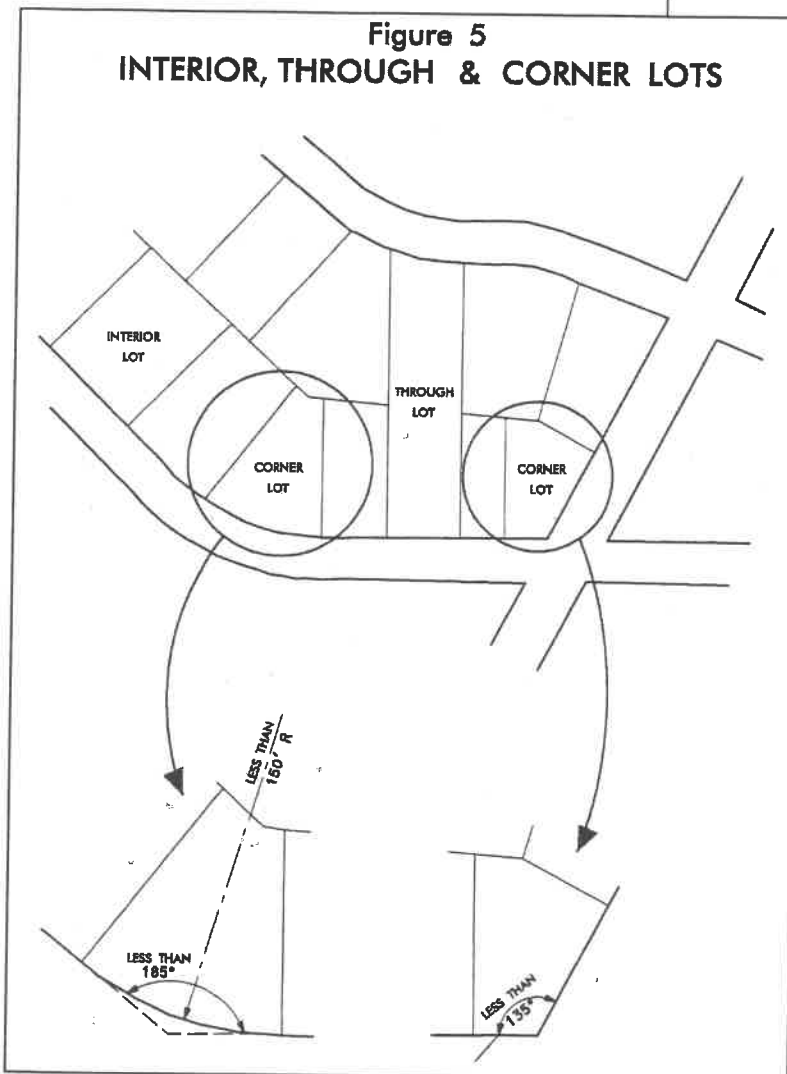 Figure 5
INTERIOR, THROUGH & CORNER LOTS
INTERIOR
LOT
THROUGH
LOT
CORNER
LOT
CORNER
LOT
LESS THAN
150' R
LESS THAN
185°
LESS THAN
135°